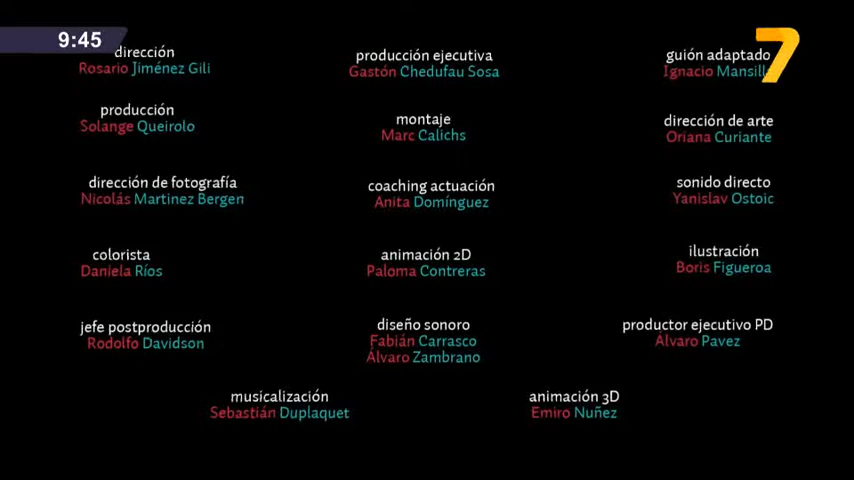 9:45
7
dirección
Rosario Jiménez Gili
producción ejecutiva
Gastón Chedufau Sosa
guión adaptado
Ignacio Mansilla
producción
Solange Queirolo
montaje
Marc Calichs
dirección de arte
Oriana Curiante
dirección de fotografía
Nicolás Martinez Bergen
coaching actuación
Anita Domínguez
sonido directo
Yanislav Ostoic
colorista
Daniela Ríos
animación 2D
Paloma Contreras
ilustración
Boris Figueroa
jefe postproducción
Rodolfo Davidson
diseño sonoro
Fabián Carrasco
Álvaro Zambrano
productor ejecutivo PD
Álvaro Pavez
musicalización
Sebastián Duplaquet
animación 3D
Emiro Nuñez